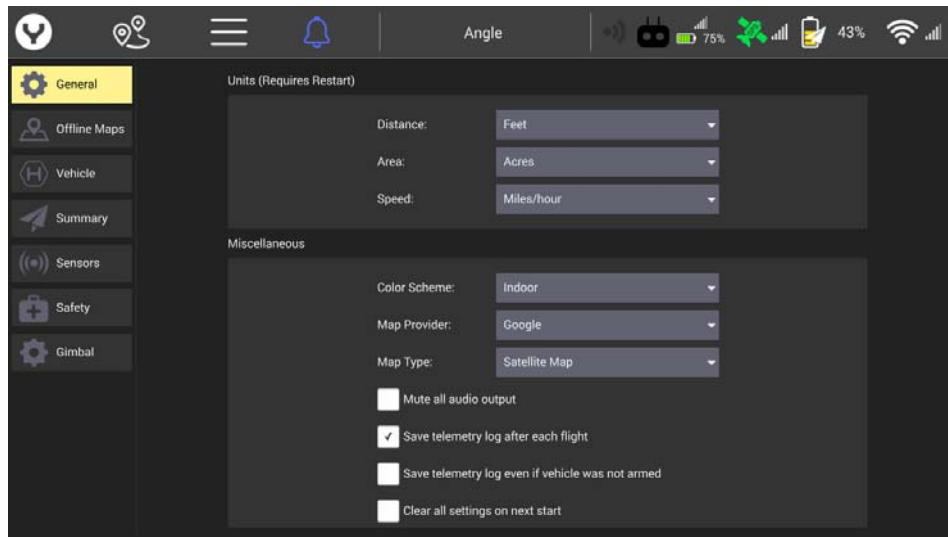 Angle
75%
43%
General
Offline Maps
Vehicle
Summary
Sensors
Safety
Gimbal
Units (Requires Restart)
Distance: Feet
Area: Acres
Speed: Miles/hour
Miscellaneous
Color Scheme: Indoor
Map Provider: Google
Map Type: Satellite Map
Mute all audio output
Save telemetry log after each flight
Save telemetry log even if vehicle was not armed
Clear all settings on next start